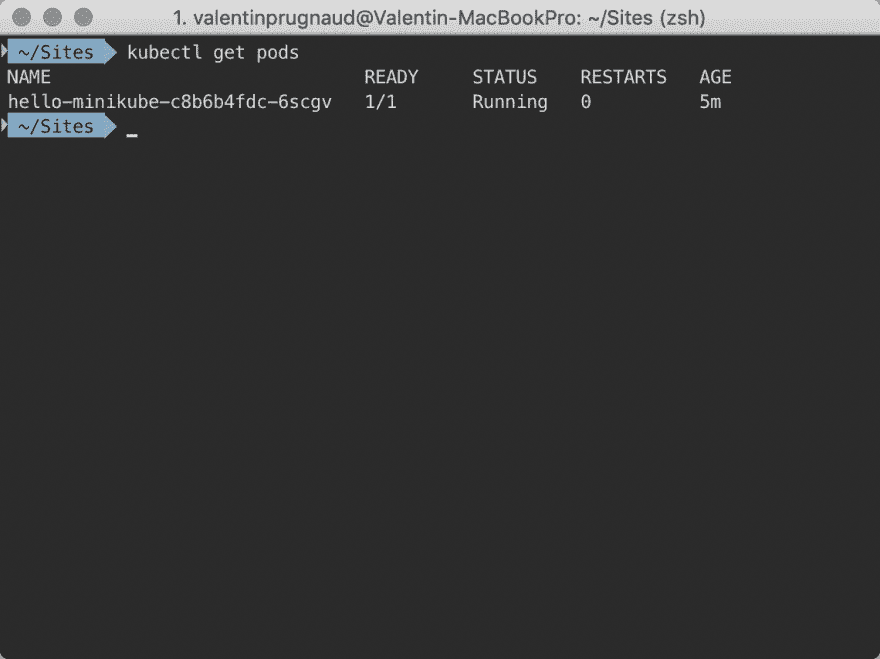 1. valentinprugnaud@Valentin-MacBookPro: ~/Sites (zsh)
~/Sites kubectl get pods
NAME READY STATUS RESTARTS AGE
hello-minikube-c8b6b4fdc-6scgv 1/1 Running 0 5m
~/Sites _